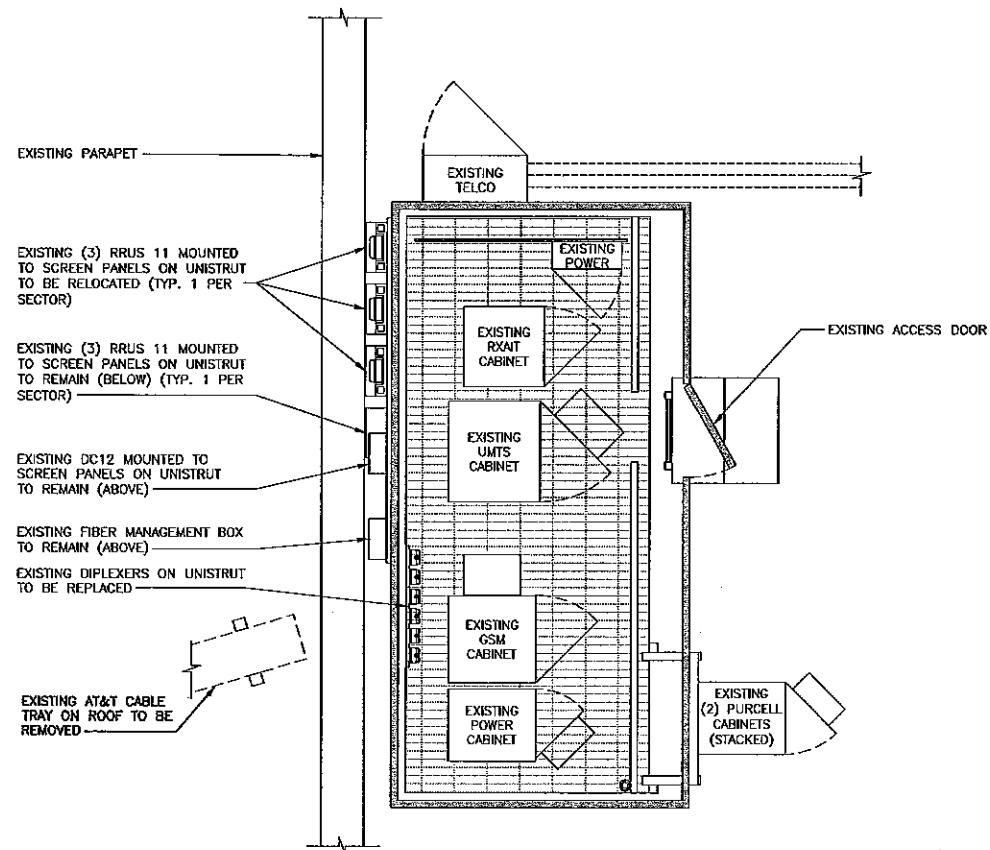 EXISTING PARAPET
EXISTING
TELCO
EXISTING (3) RRUS 11 MOUNTED
TO SCREEN PANELS ON UNISTRUT
TO BE RELOCATED (TYP. 1 PER
SECTOR)
EXISTING
POWER
EXISTING
RXAIT
CABINET
EXISTING ACCESS DOOR
EXISTING (3) RRUS 11 MOUNTED
TO SCREEN PANELS ON UNISTRUT
TO REMAIN (BELOW) (TYP. 1 PER
SECTOR)
EXISTING
UMTS
CABINET
EXISTING DC12 MOUNTED TO
SCREEN PANELS ON UNISTRUT
TO REMAIN (ABOVE)
EXISTING FIBER MANAGEMENT BOX
TO REMAIN (ABOVE)
EXISTING DIPLEXERS ON UNISTRUT
TO BE REPLACED
EXISTING
GSM
CABINET
EXISTING AT&T CABLE
TRAY ON ROOF TO BE
REMOVED
EXISTING
POWER
CABINET
EXISTING
(2) PURCELL
CABINETS
(STACKED)